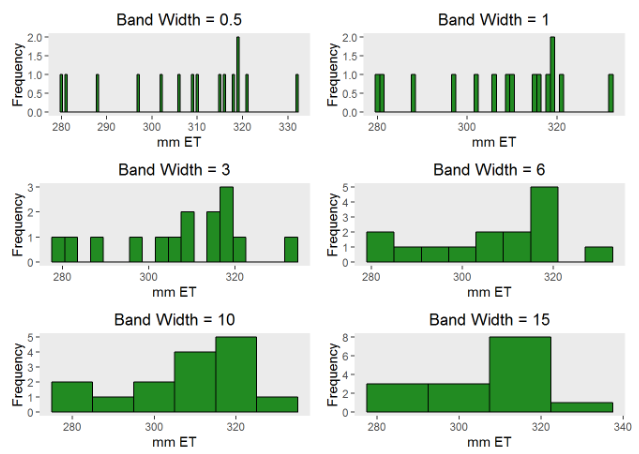 Band Width = 0.5
Frequency
2.0
1.5
1.0
0.5
0.0
280 290 300 310 320 330
mm ET
Band Width = 1
Frequency
2.0
1.5
1.0
0.5
0.0
280 300 320
mm ET
Band Width = 3
Frequency
3
2
1
0
280 300 320
mm ET
Band Width = 6
Frequency
5
4
3
2
1
0
280 300 320
mm ET
Band Width = 10
Frequency
5
4
3
2
1
0
280 300 320
mm ET
Band Width = 15
Frequency
8
6
4
2
0
280 300 320 340
mm ET